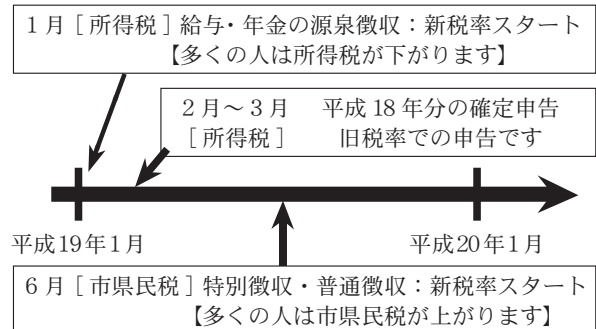 1月［所得税］給与・年金の源泉徴収：新税率スタート
【多くの人は所得税が下がります】
2月～3月　平成18年分の確定申告
［所得税］　旧税率での申告です
平成19年1月
平成20年1月
6月［市県民税］特別徴収・普通徴収：新税率スタート
【多くの人は市県民税が上がります】